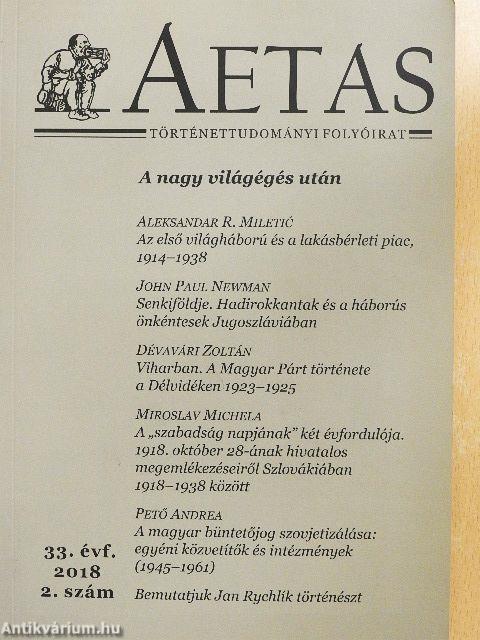 AETAS
TÖRTÉNETTUDOMÁNYI FOLYÓIRAT
A nagy világégés után
ALEKSANDAR R. MILETIĆ
Az első világháború és a lakásbérleti piac,
1914–1938
JOHN PAUL NEWMAN
Senkiföldje. Hadirokkantak és a háborús
önkéntesek Jugoszláviában
DÉVAVÁRI ZOLTÁN
Viharban. A Magyar Párt története
a Délvidéken 1923–1925
MIROSLAV MICHELA
A „szabadság napjának” két évfordulója.
1918. október 28-ának hivatalos
megemlékezéseiről Szlovákiában
1918–1938 között
PETŐ ANDREA
A magyar büntetőjog szovjetizálása:
egyéni közvetítők és intézmények
(1945–1961)
Bemutatjuk Jan Rychlík történészt
33. évf.
2018
2. szám
Antikvárium.hu